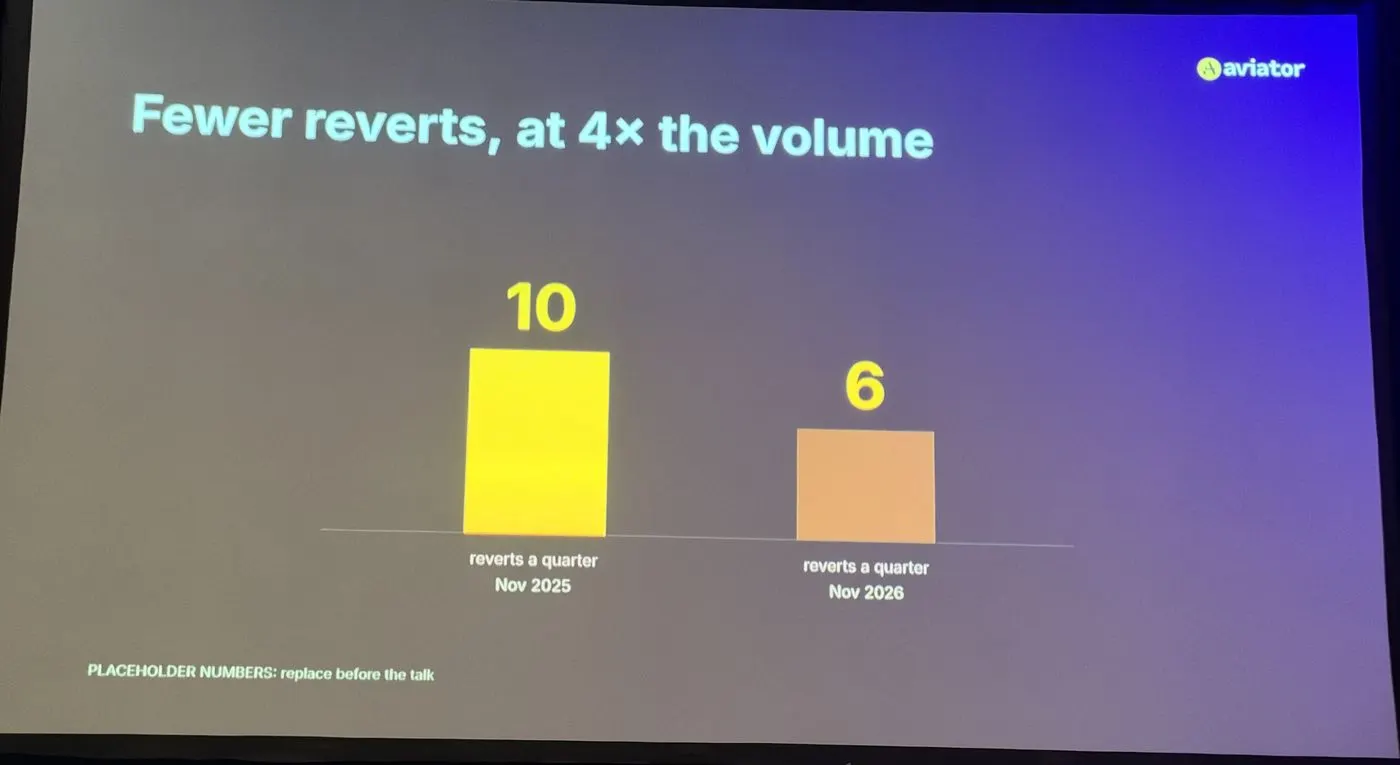 aviator
Fewer reverts, at 4× the volume
10
6
reverts a quarter
Nov 2025
reverts a quarter
Nov 2026
PLACEHOLDER NUMBERS: replace before the talk